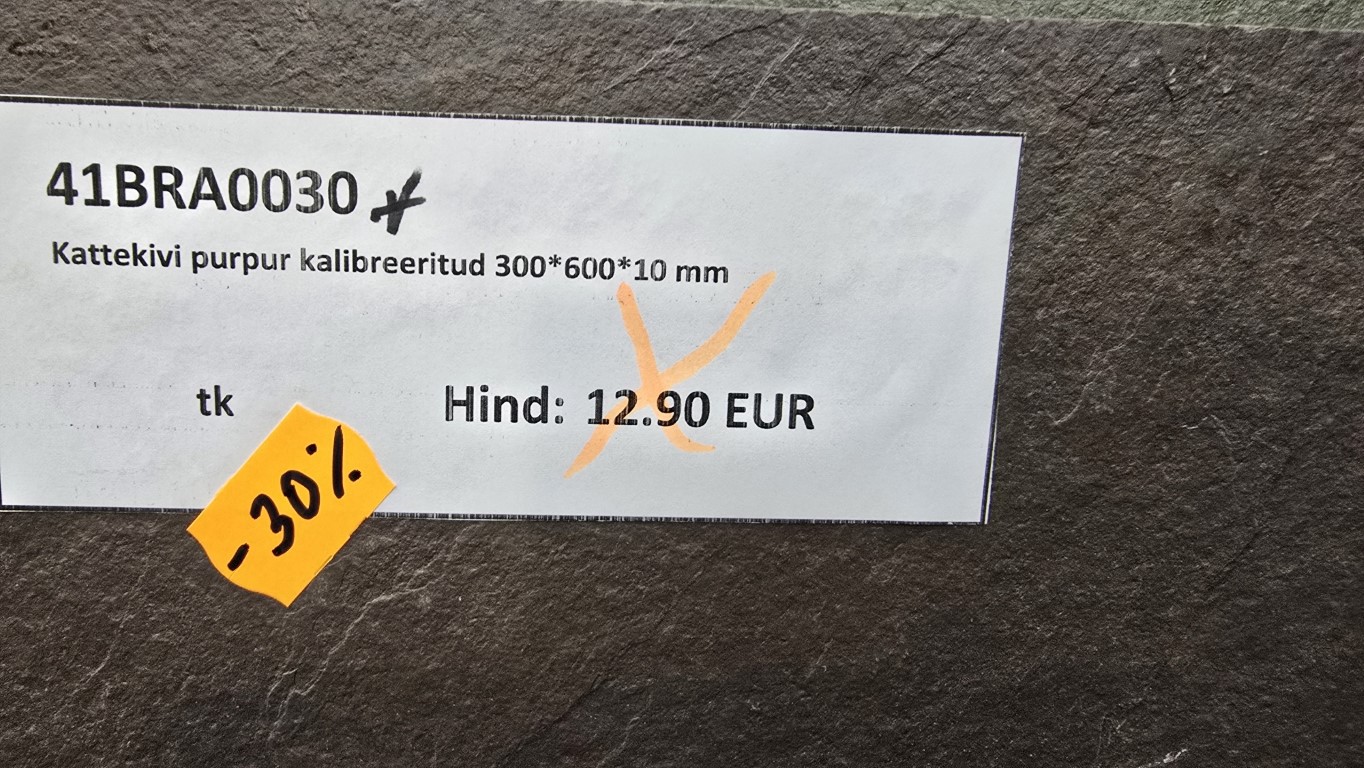 41BRA0030
Kattekivi purpur kalibreeritud 300*600*10 mm
tk
Hind: 12.90 EUR
-30%